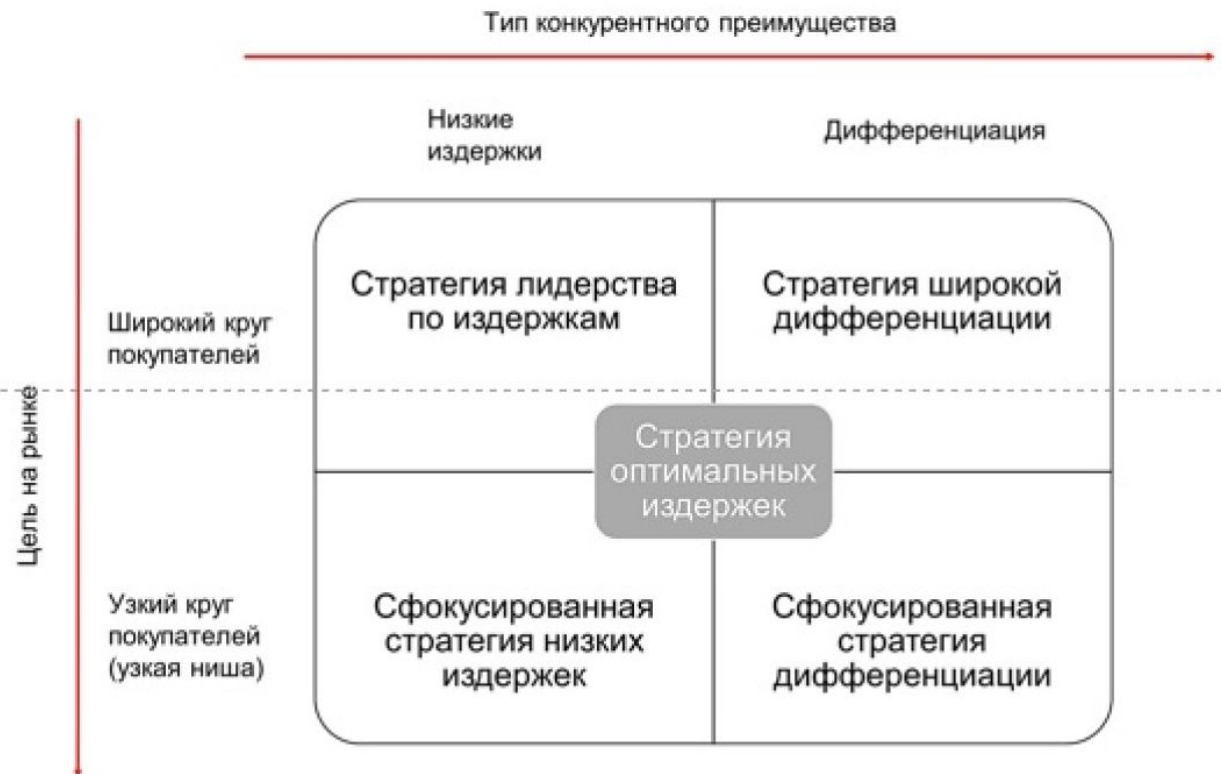 Тип конкурентного преимущества
Низкие
издержки
Дифференциация
Цель на рынке
Широкий круг
покупателей
Стратегия лидерства
по издержкам
Стратегия широкой
дифференциации
Стратегия
оптимальных
издержек
Узкий круг
покупателей
(узкая ниша)
Сфокусированная
стратегия низких
издержек
Сфокусированная
стратегия
дифференциации